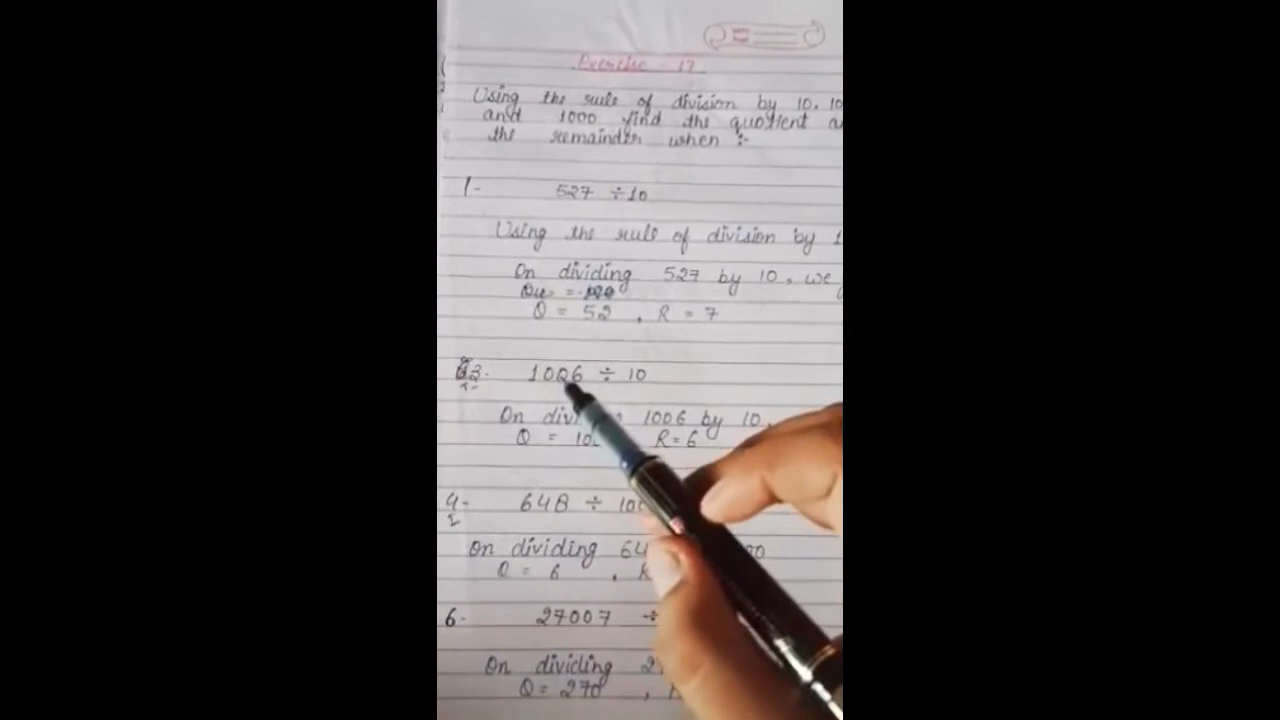 Exercise - 17
Using the rule of division by 10, 10
and 1000 find the quotient a
the remainder when :-
1- 527 ÷ 10
Using the rule of division by 1
On dividing 527 by 10, we
Q = 52 , R = 7
1006 ÷ 10
On divi 1006 by 10,
Q = 10 R = 6
4- 648 ÷ 10
On dividing 64 00
Q = 6 , R
6- 27007 ÷
On dividing 2
Q = 270 ,